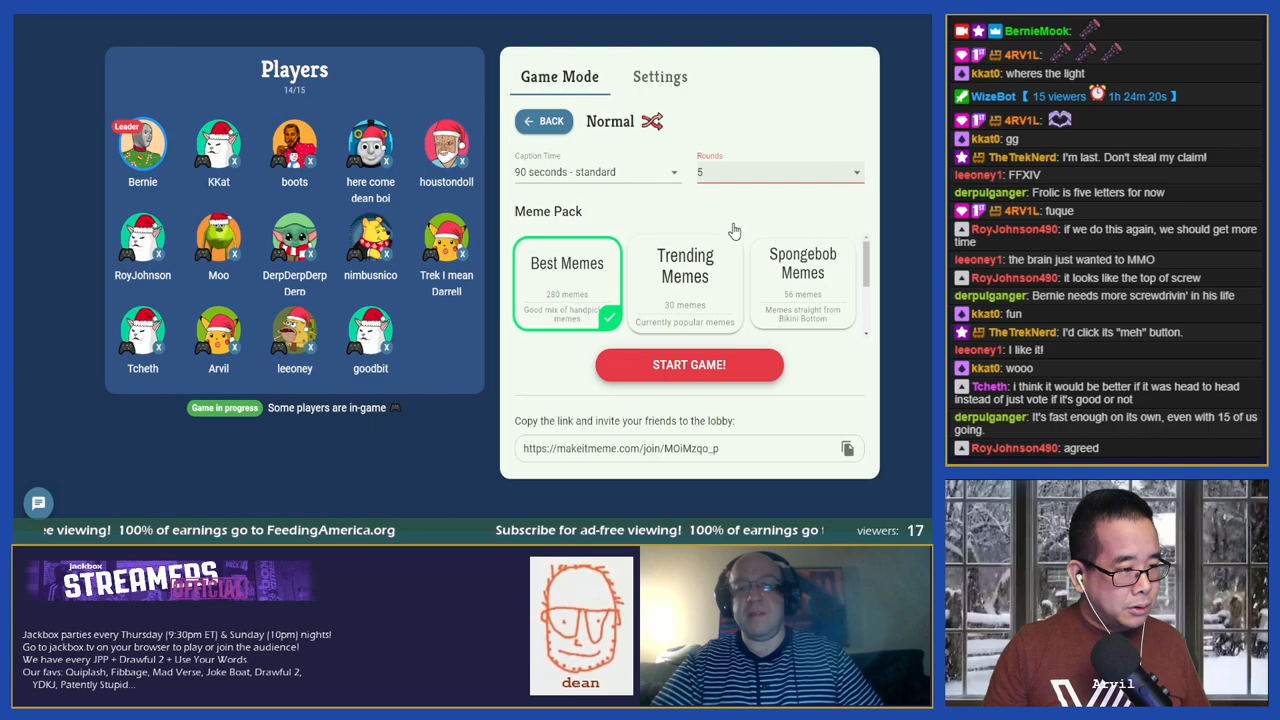 Players
14/15
Leader
Bernie
KKat
boots
here come
dean boi
houstondoll
RoyJohnson
Moo
DerpDerpDerp
Derp
nimbusnico
Trek I mean
Darrell
Tcheth
Arvil
leeoney
goodbit
Game in progress Some players are in-game
Game Mode Settings
BACK Normal
Caption Time
90 seconds - standard
Rounds
5
Meme Pack
Best Memes
280 memes
Good mix of handpic
memes
Trending
Memes
30 memes
Currently popular memes
Spongebob
Memes
56 memes
Memes straight from
Bikini Bottom
START GAME!
Copy the link and invite your friends to the lobby:
https://makeitmeme.com/join/MOiMzqo_p
ee viewing! 100% of earnings go to FeedingAmerica.org Subscribe for ad-free viewing! 100% of earnings go t viewers: 17
jackbox
STREAMERS
OFFICIAL
Jackbox parties every Thursday (9:30pm ET) & Sunday (10pm) nights!
Go to jackbox.tv on your browser to play or join the audience!
We have every JPP + Drawful 2 + Use Your Words.
Our favs: Quiplash, Fibbage, Mad Verse, Joke Boat, Drawful 2,
YDKJ, Patently Stupid...
dean
BernieMook:
4RV1L:
kkat0: wheres the light
WizeBot【 15 viewers 1h 24m 20s 】
4RV1L:
kkat0: gg
TheTrekNerd: I'm last. Don't steal my claim!
leeoney1: FFXIV
derpulganger: Frolic is five letters for now
4RV1L: fuque
RoyJohnson490: if we do this again, we should get more
time
leeoney1: the brain just wanted to MMO
RoyJohnson490: it looks like the top of screw
derpulganger: Bernie needs more screwdrivin' in his life
kkat0: fun
TheTrekNerd: I'd click its "meh" button.
leeoney1: I like it!
kkat0: wooo
Tcheth: i think it would be better if it was head to head
instead of just vote if it's good or not
derpulganger: It's fast enough on its own, even with 15 of us
going.
RoyJohnson490: agreed
Arvil